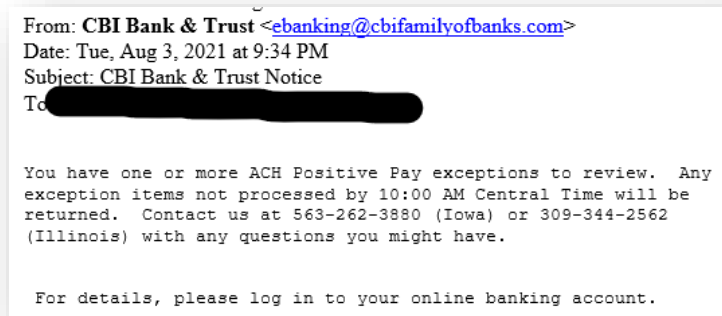 From: CBI Bank & Trust <ebanking@cbifamilyofbanks.com>
Date: Tue, Aug 3, 2021 at 9:34 PM
Subject: CBI Bank & Trust Notice
To
You have one or more ACH Positive Pay exceptions to review.  Any
exception items not processed by 10:00 AM Central Time will be
returned.  Contact us at 563-262-3880 (Iowa) or 309-344-2562
(Illinois) with any questions you might have.
For details, please log in to your online banking account.